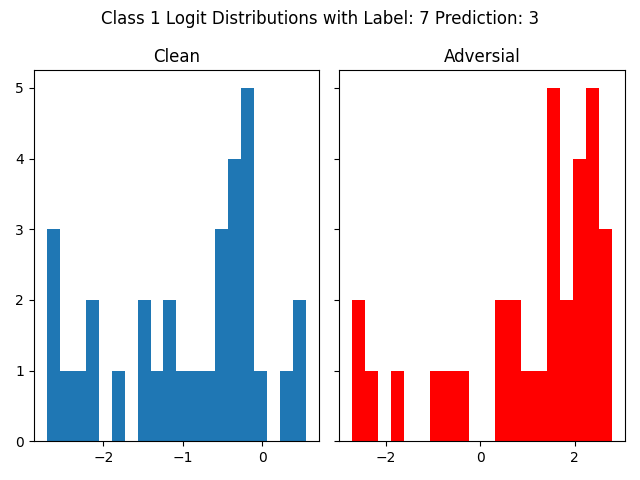 Class 1 Logit Distributions with Label: 7 Prediction: 3
Clean
Adversial
5
4
3
2
1
0
−2 −1 0
−2 0 2